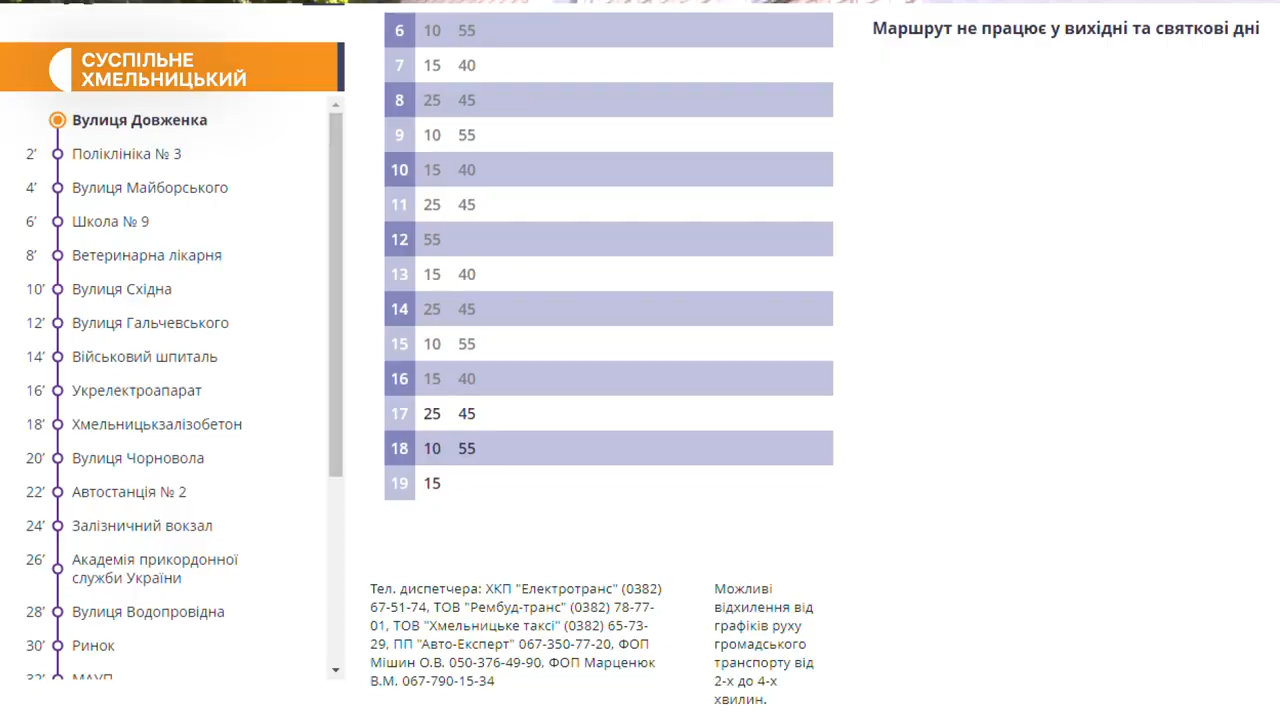 СУСПІЛЬНЕ
ХМЕЛЬНИЦЬКИЙ
Вулиця Довженка
2’ Поліклініка № 3
4’ Вулиця Майборського
6’ Школа № 9
8’ Ветеринарна лікарня
10’ Вулиця Східна
12’ Вулиця Гальчевського
14’ Військовий шпиталь
16’ Укрелектроапарат
18’ Хмельницькзалізобетон
20’ Вулиця Чорновола
22’ Автостанція № 2
24’ Залізничний вокзал
26’ Академія прикордонної
служби України
28’ Вулиця Водопровідна
30’ Ринок
32’ МАУП
6 10 55
7 15 40
8 25 45
9 10 55
10 15 40
11 25 45
12 55
13 15 40
14 25 45
15 10 55
16 15 40
17 25 45
18 10 55
19 15
Маршрут не працює у вихідні та святкові дні
Тел. диспетчера: ХКП "Електротранс" (0382)
67-51-74, ТОВ "Рембуд-транс" (0382) 78-77-
01, ТОВ "Хмельницьке таксі" (0382) 65-73-
29, ПП "Авто-Експерт" 067-350-77-20, ФОП
Мішин О.В. 050-376-49-90, ФОП Марценюк
В.М. 067-790-15-34
Можливі
відхилення від
графіків руху
громадського
транспорту від
2-х до 4-х
хвилин.